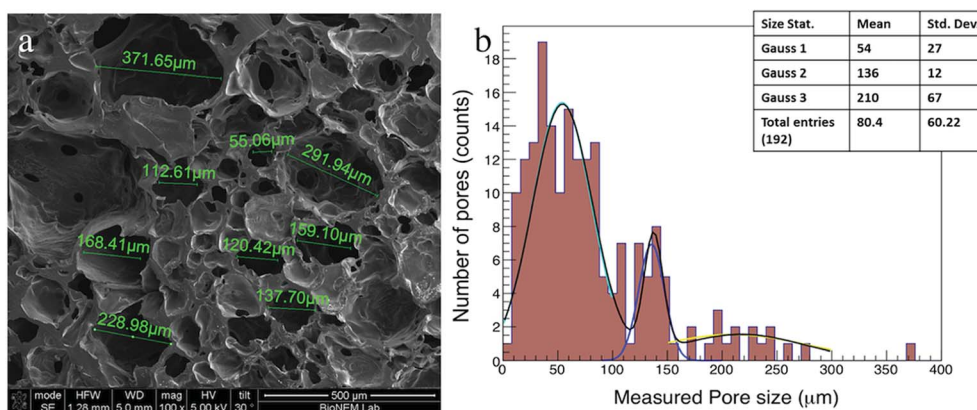 a
371.65µm
55.06µm
291.94µm
112.61µm
159.10µm
168.41µm
120.42µm
137.70µm
228.98µm
mode HFW WD mag HV tilt
SE 1.28 mm 5.0 mm 100 x 5.00 kV 30 °
500 µm
BioNEM Lab
b
Size Stat. Mean Std. Dev.
Gauss 1 54 27
Gauss 2 136 12
Gauss 3 210 67
Total entries 80.4 60.22
(192)
Number of pores (counts)
18
16
14
12
10
8
6
4
2
0
0 50 100 150 200 250 300 350 400
Measured Pore size (µm)